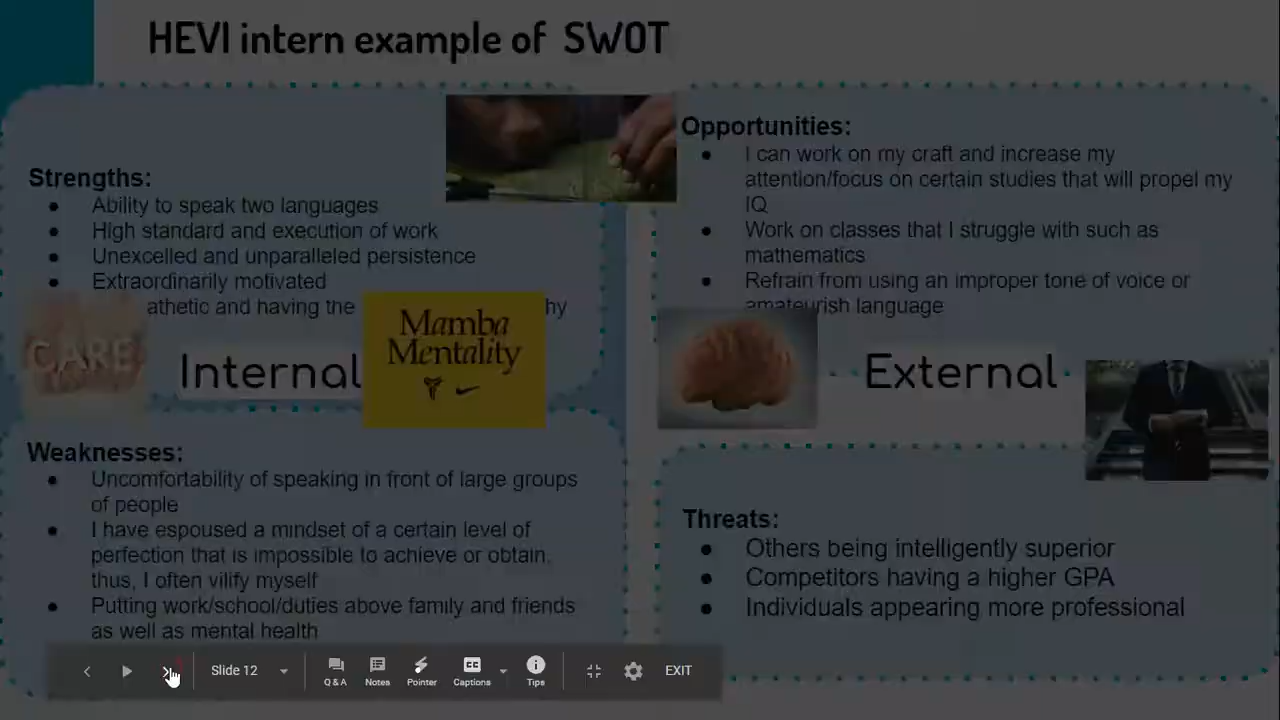 HEVI intern example of SWOT
Strengths:
Ability to speak two languages
High standard and execution of work
Unexcelled and unparalleled persistence
Extraordinarily motivated
athetic and having the hy
CARE
Internal
Mamba
Mentality
Weaknesses:
Uncomfortability of speaking in front of large groups
of people
I have espoused a mindset of a certain level of
perfection that is impossible to achieve or obtain,
thus, I often vilify myself
Putting work/school/duties above family and friends
as well as mental health
Opportunities:
I can work on my craft and increase my
attention/focus on certain studies that will propel my
IQ
Work on classes that I struggle with such as
mathematics
Refrain from using an improper tone of voice or
amateurish language
External
Threats:
Others being intelligently superior
Competitors having a higher GPA
Individuals appearing more professional
Slide 12
Q & A
Notes
Pointer
CC
Captions
Tips
EXIT